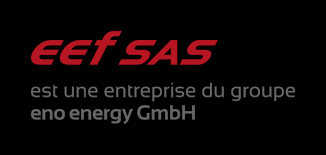 eef SAS
est une entreprise du groupe
eno energy GmbH